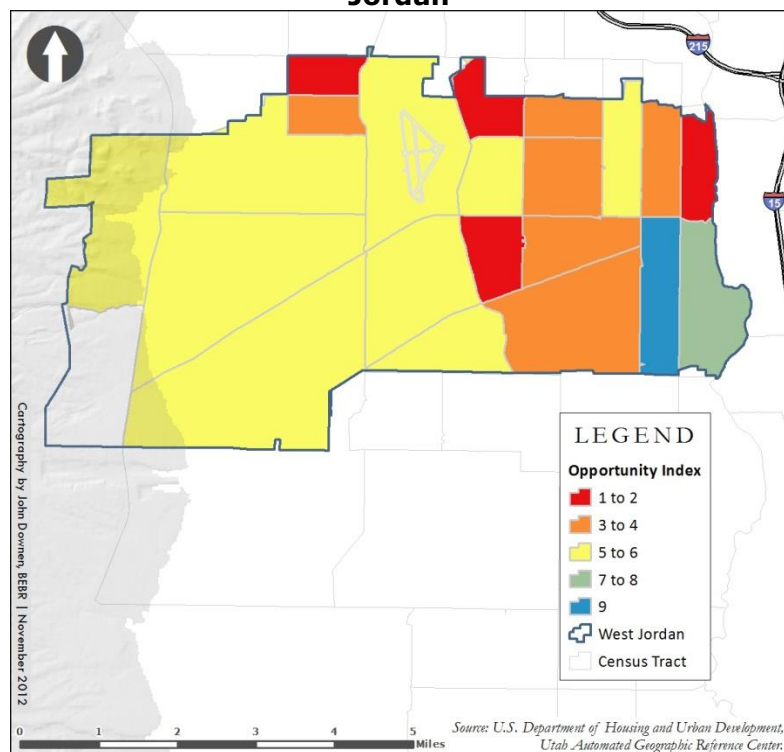 Jordan
215
15
LEGEND
Opportunity Index
1 to 2
3 to 4
5 to 6
7 to 8
9
West Jordan
Census Tract
Cartography by John Downen, BEBR | November 2012
0 1 2 3 4 5
Miles
Source: U.S. Department of Housing and Urban Development,
Utah Automated Geographic Reference Center